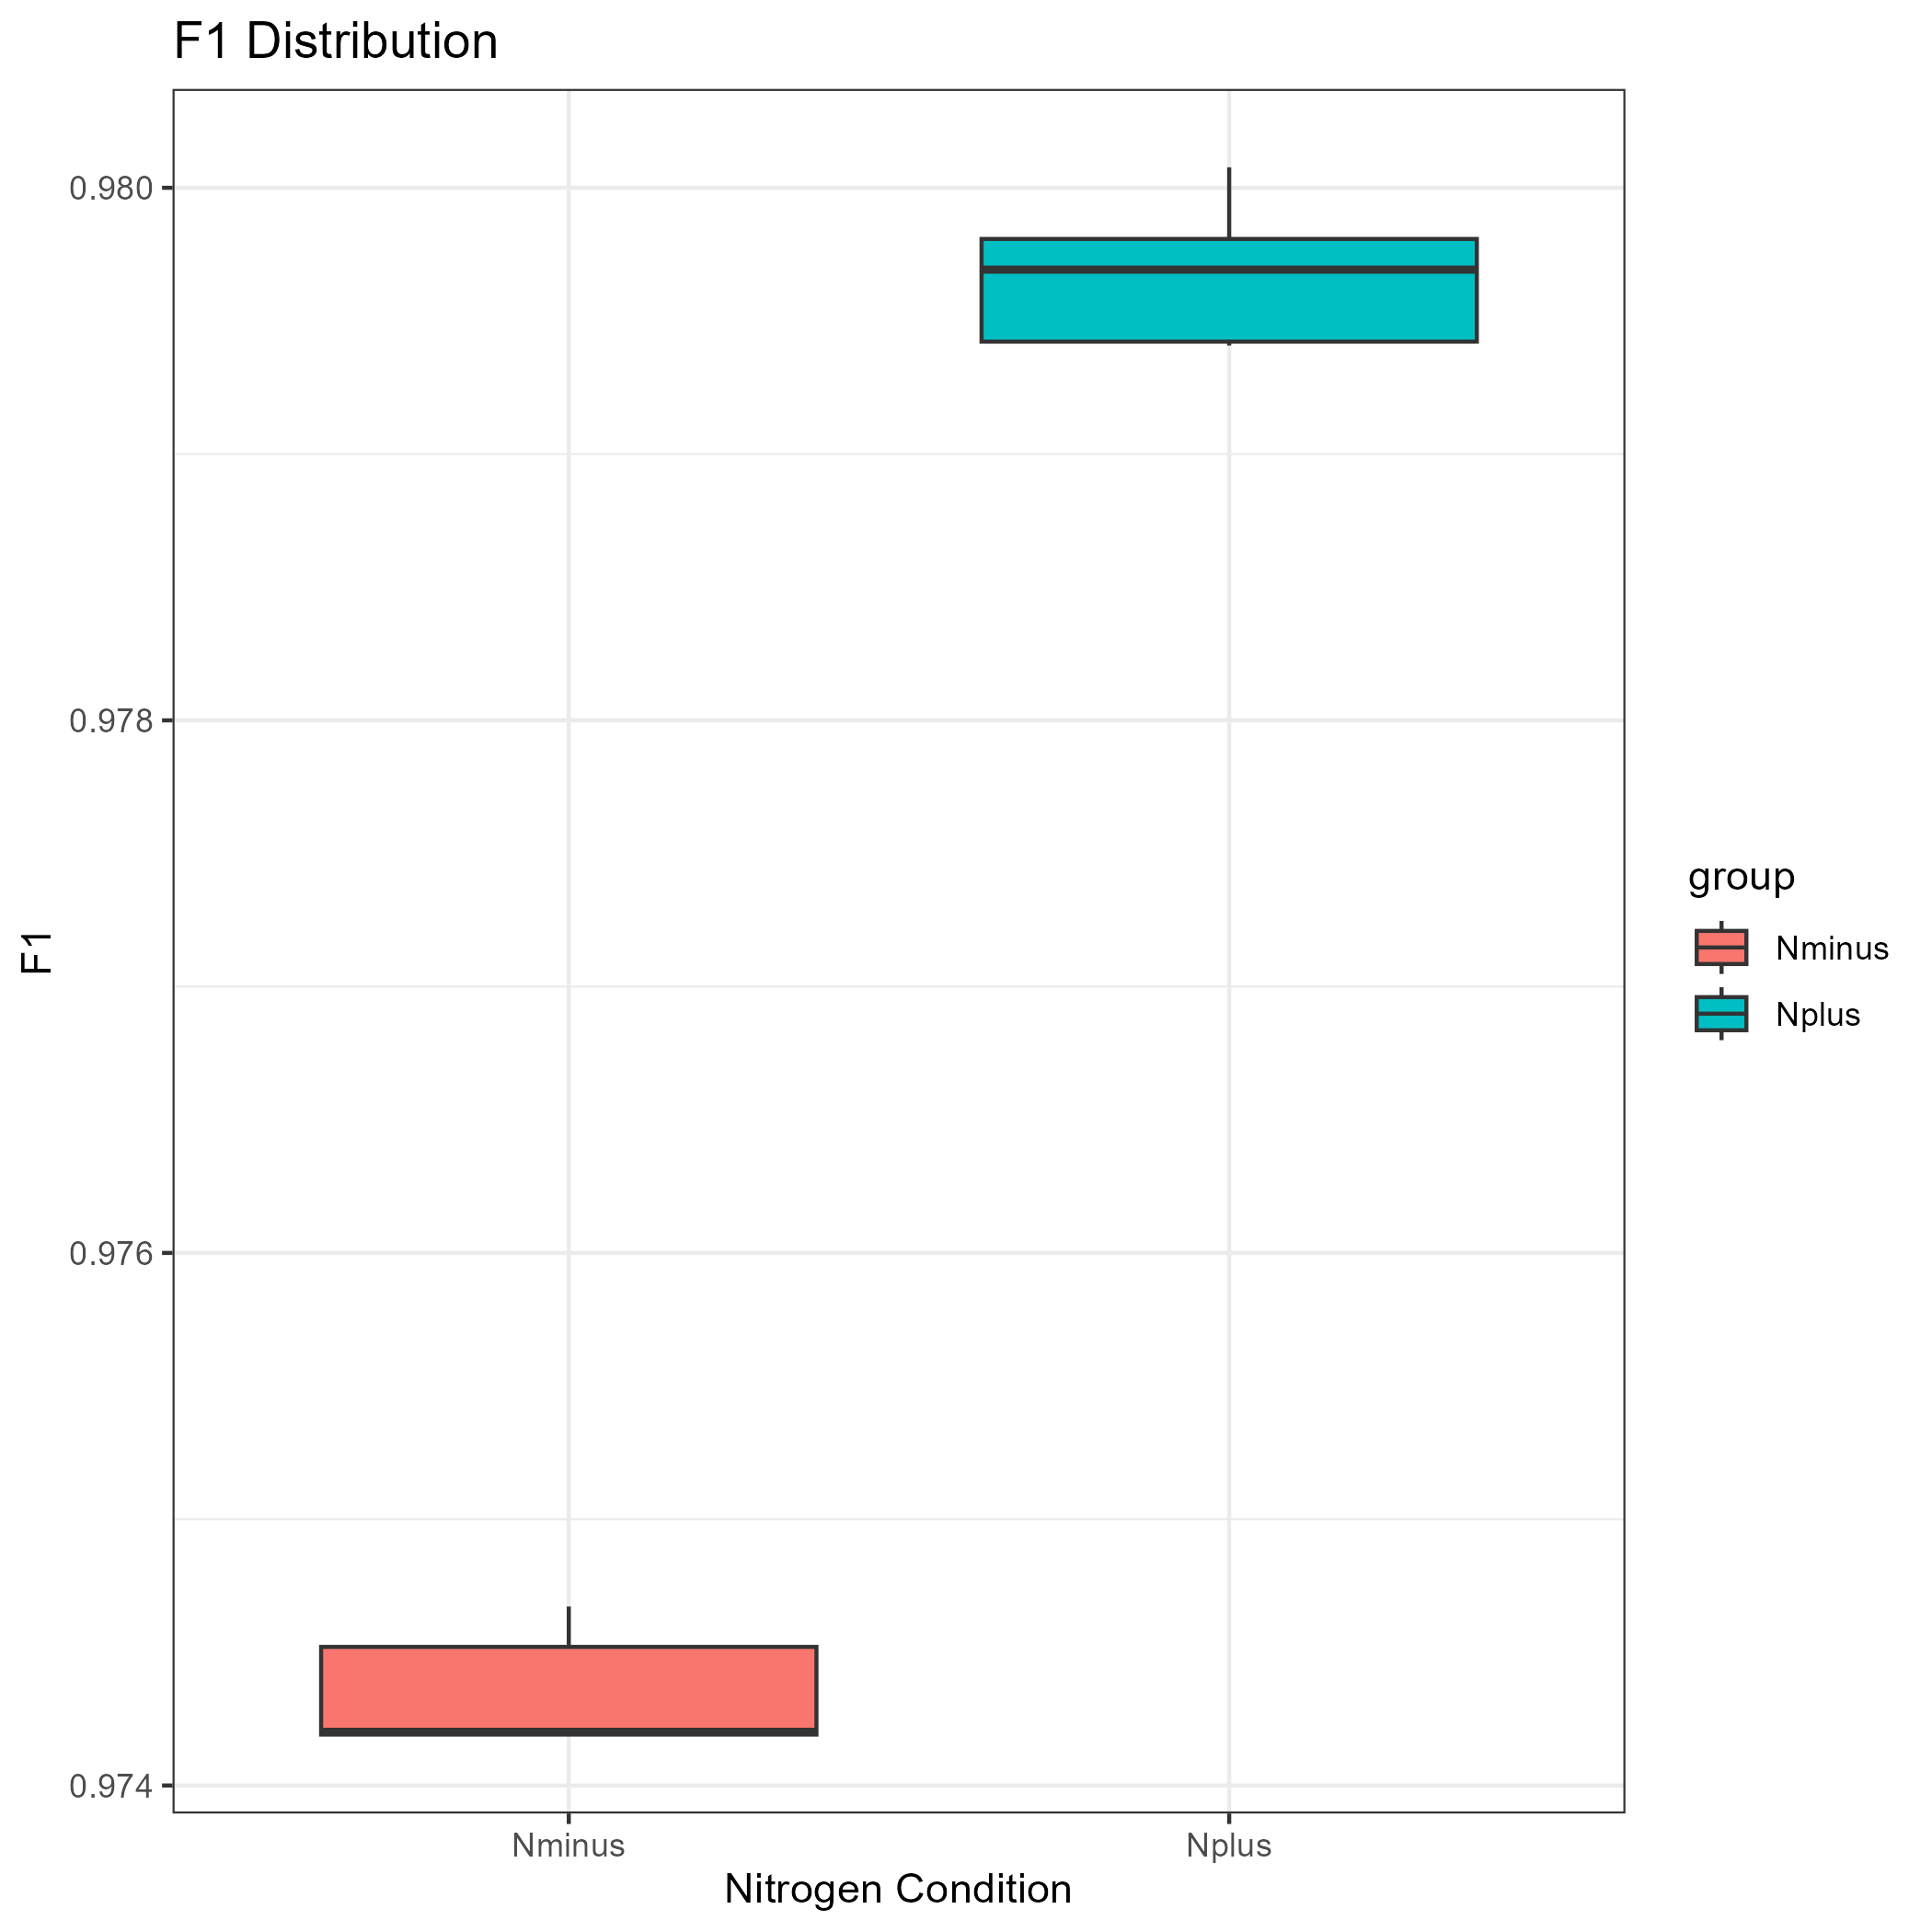 F1 Distribution
0.980
0.978
0.976
0.974
F1
Nminus
Nplus
Nitrogen Condition
group
Nminus
Nplus